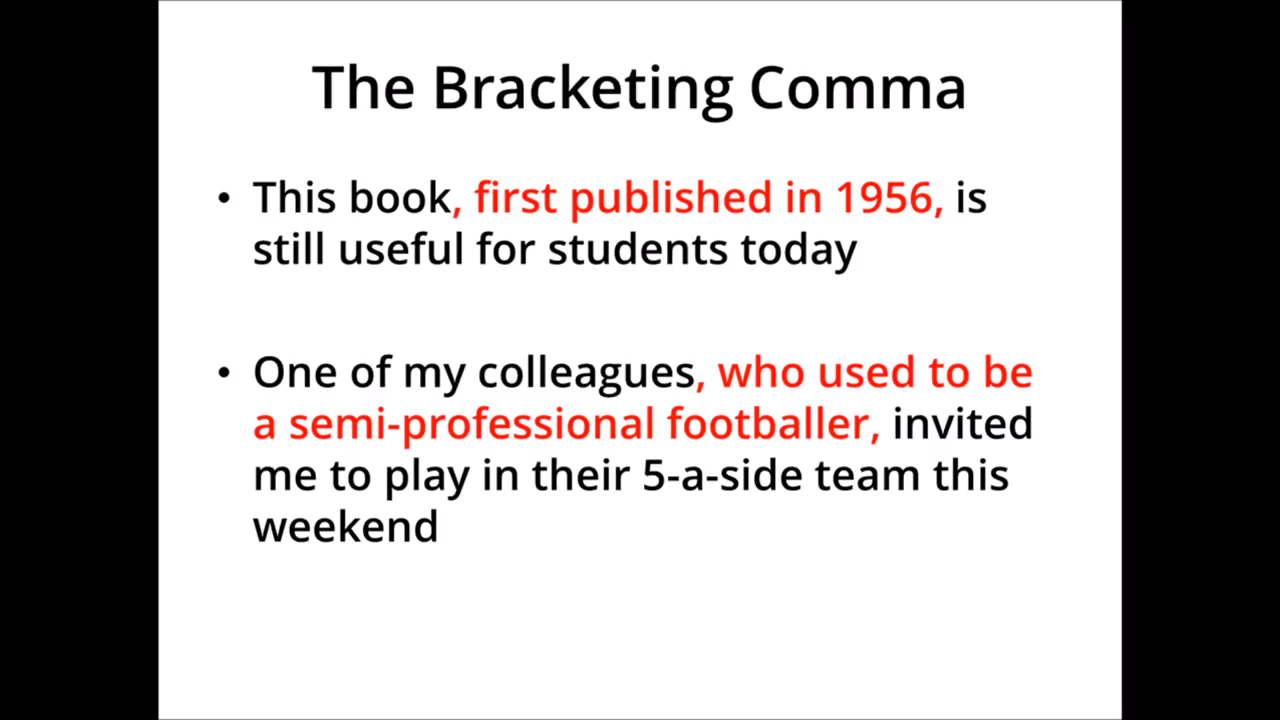 The Bracketing Comma
• This book, first published in 1956, is
still useful for students today
• One of my colleagues, who used to be
a semi-professional footballer, invited
me to play in their 5-a-side team this
weekend